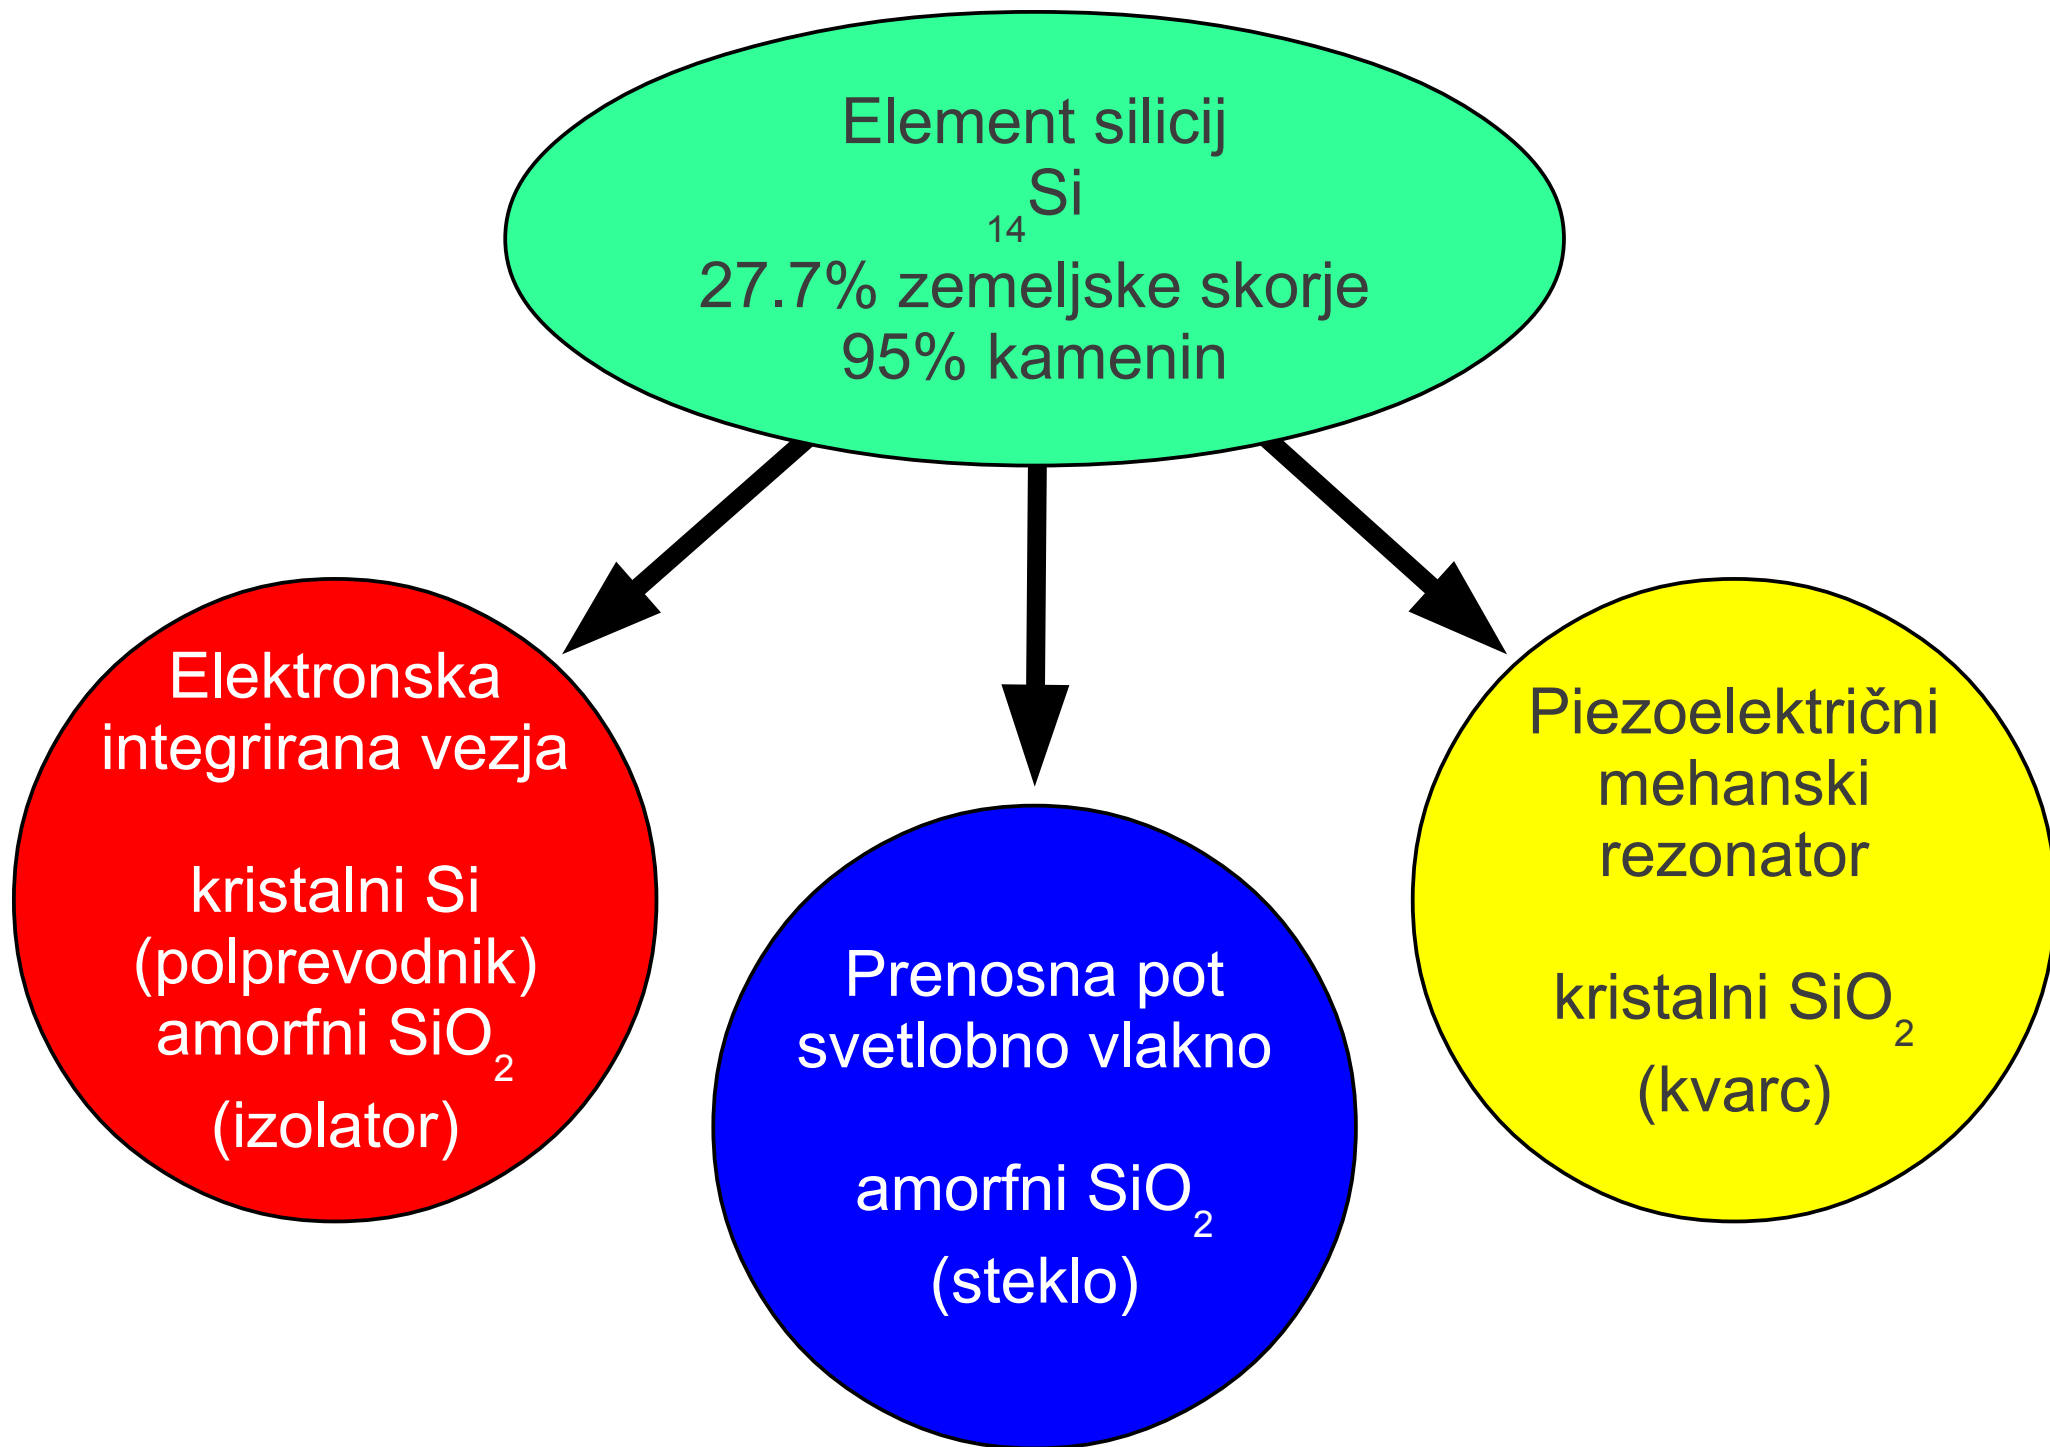 Element silicij
₁₄Si
27.7% zemeljske skorje
95% kamenin
Elektronska
integrirana vezja
kristalni Si
(polprevodnik)
amorfni SiO₂
(izolator)
Prenosna pot
svetlobno vlakno
amorfni SiO₂
(steklo)
Piezoelektrični
mehanski
rezonator
kristalni SiO₂
(kvarc)